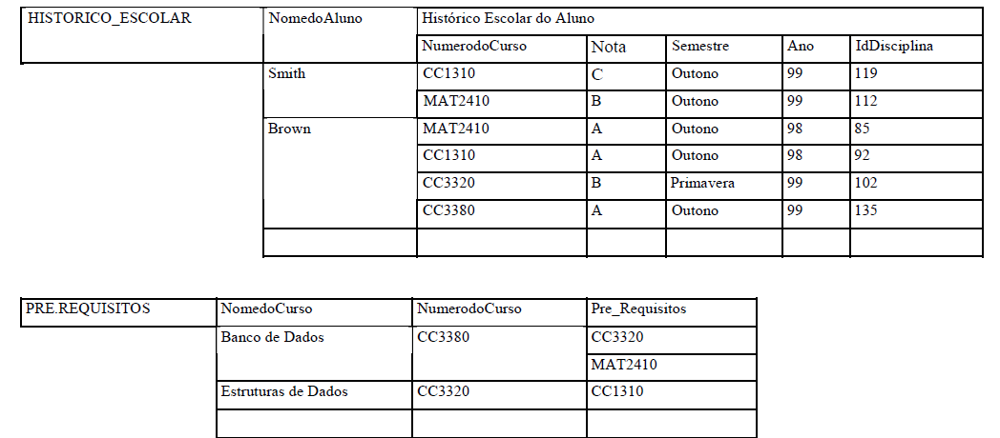 HISTORICO_ESCOLAR NomedoAluno Histórico Escolar do Aluno
NumerodoCurso Nota Semestre Ano IdDisciplina
Smith CC1310 C Outono 99 119
MAT2410 B Outono 99 112
Brown MAT2410 A Outono 98 85
CC1310 A Outono 98 92
CC3320 B Primavera 99 102
CC3380 A Outono 99 135
PRE.REQUISITOS NomedoCurso NumerodoCurso Pre_Requisitos
Banco de Dados CC3380 CC3320
MAT2410
Estruturas de Dados CC3320 CC1310